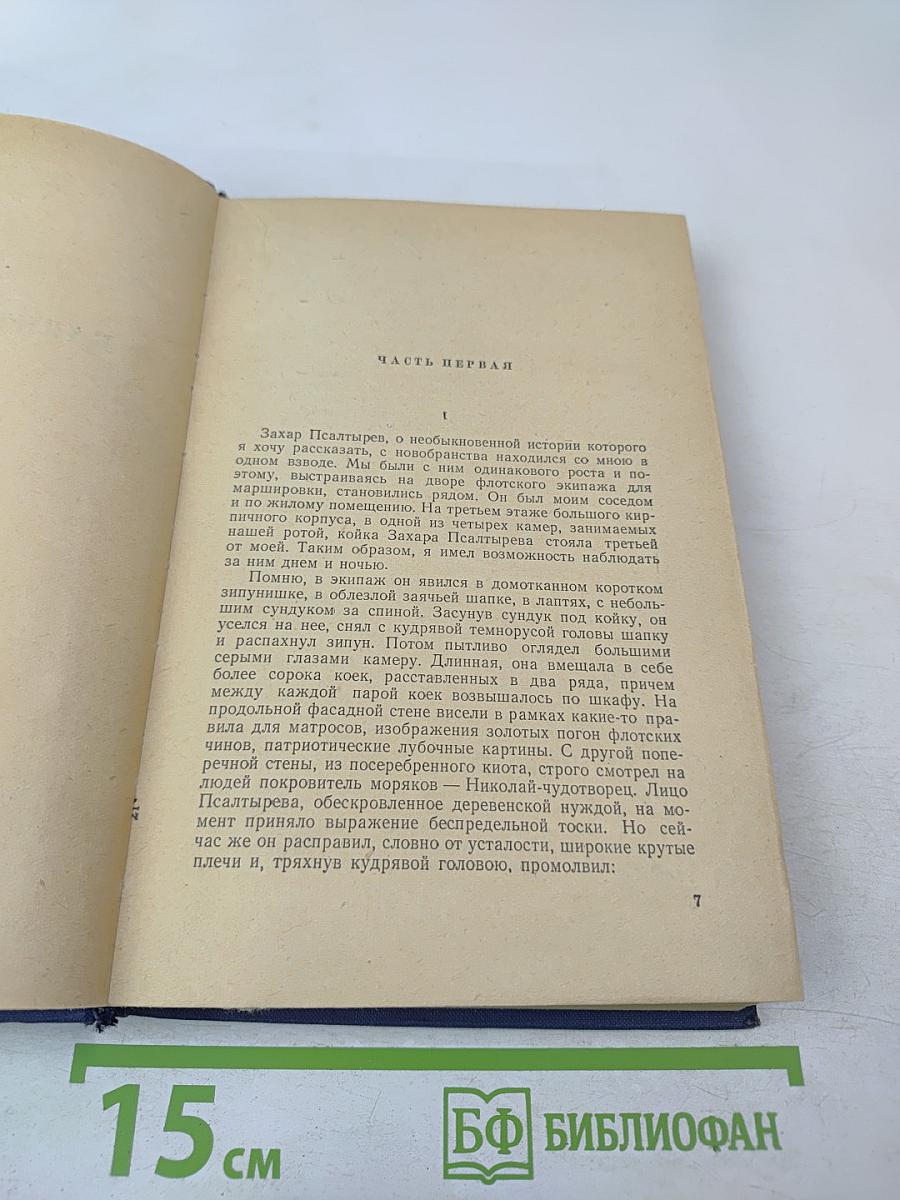 ЧАСТЬ ПЕРВАЯ
I
Захар Псалтырев, о необыкновенной истории которого
я хочу рассказать, с новобранства находился со мною в
одном взводе. Мы были с ним одинакового роста и по-
этому, выстраиваясь на дворе флотского экипажа для
маршировки, становились рядом. Он был моим соседом
и по жилому помещению. На третьем этаже большого кир-
пичного корпуса, в одной из четырех камер, занимаемых
нашей ротой, койка Захара Псалтырева стояла третьей
от моей. Таким образом, я имел возможность наблюдать
за ним днем и ночью.
Помню, в экипаж он явился в домотканном коротком
зипунишке, в облезлой заячьей шапке, в лаптях, с неболь-
шим сундуком за спиной. Засунув сундук под койку, он
уселся на нее, снял с кудрявой темнорусой головы шапку
и распахнул зипун. Потом пытливо оглядел большими
серыми глазами камеру. Длинная, она вмещала в себе
более сорока коек, расставленных в два ряда, причем
между каждой парой коек возвышалось по шкафу. На
продольной фасадной стене висели в рамках какие-то пра-
вила для матросов, изображения золотых погон флотских
чинов, патриотические лубочные картины. С другой попе-
речной стены, из посеребренного киота, строго смотрел на
людей покровитель моряков — Николай-чудотворец. Лицо
Псалтырева, обескровленное деревенской нуждой, на мо-
мент приняло выражение беспредельной тоски. Но сей-
час же он расправил, словно от усталости, широкие крутые
плечи и, тряхнув кудрявой головою, промолвил:
7
15 см
БФ БИБЛИОФАН